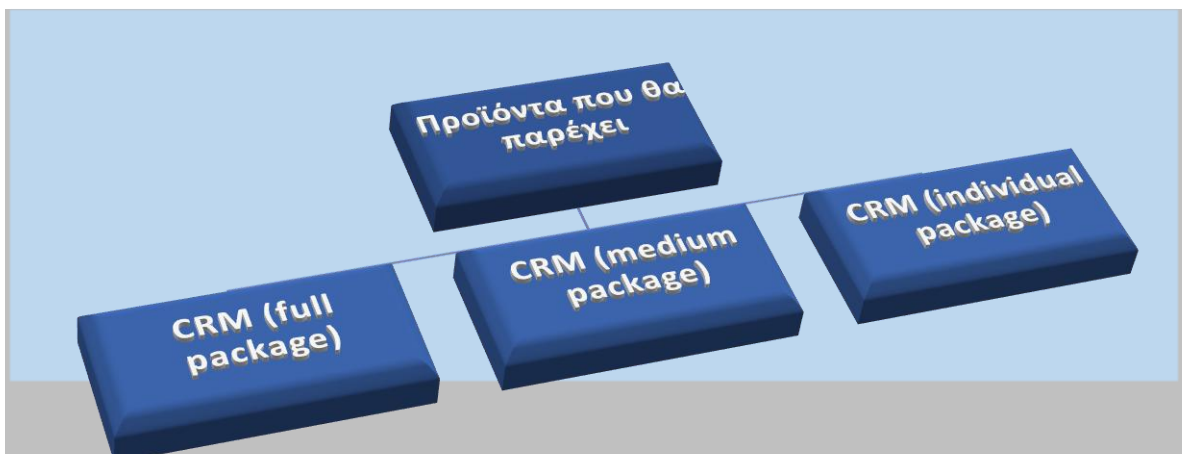 Προϊόντα που θα
παρέχει
CRM (full
package)
CRM (medium
package)
CRM (individual
package)